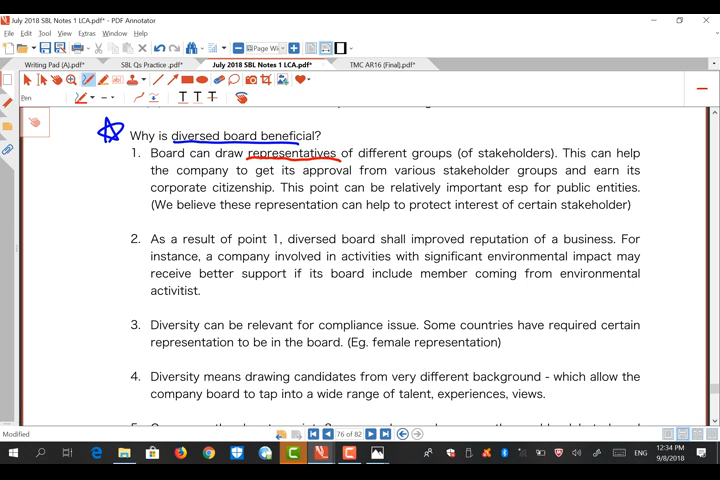 July 2018 SBL Notes 1 LCA.pdf* - PDF Annotator
File Edit Tool View Extras Window Help
Page Wi
Writing Pad (A).pdf*
SBL Qs Practice .pdf*
July 2018 SBL Notes 1 LCA.pdf*
TMC AR16 (Final).pdf*
Pen
Why is diversed board beneficial?
1. Board can draw representatives of different groups (of stakeholders). This can help
the company to get its approval from various stakeholder groups and earn its
corporate citizenship. This point can be relatively important esp for public entities.
(We believe these representation can help to protect interest of certain stakeholder)
2. As a result of point 1, diversed board shall improved reputation of a business. For
instance, a company involved in activities with significant environmental impact may
receive better support if its board include member coming from environmental
activitist.
3. Diversity can be relevant for compliance issue. Some countries have required certain
representation to be in the board. (Eg. female representation)
4. Diversity means drawing candidates from very different background - which allow the
company board to tap into a wide range of talent, experiences, views.
Modified
76 of 82
12:34 PM
9/8/2018